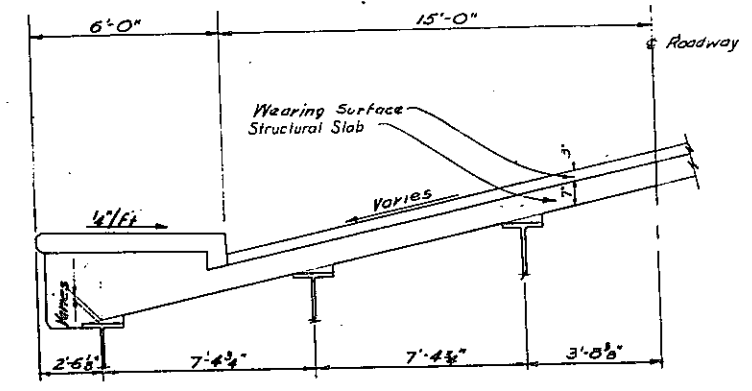 6'-0"
15'-0"
℄ Roadway
Wearing Surface
Structural Slab
3"
7"
Varies
¼"/Ft
Varies
2'-6⅛"
7'-4¾"
7'-4¾"
3'-8⅜"